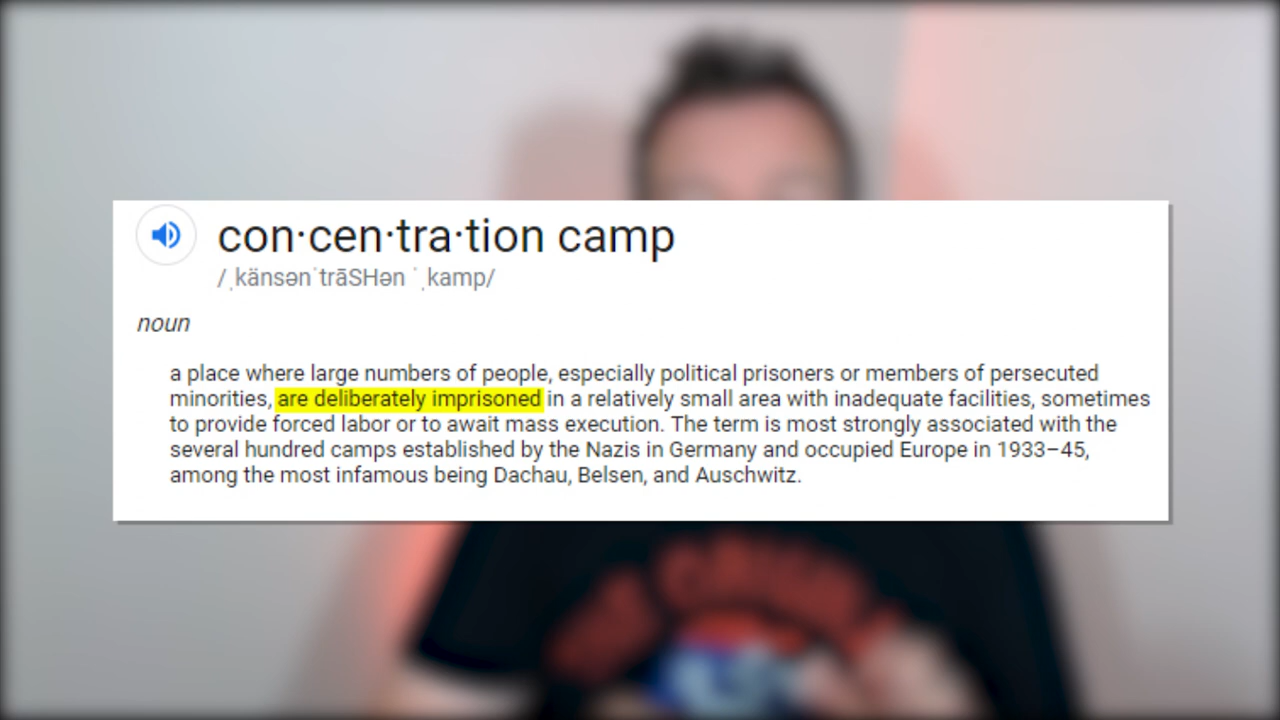 con·cen·tra·tion camp
/ˌkänsənˈtrāSHən ˈˌkamp/
noun
a place where large numbers of people, especially political prisoners or members of persecuted
minorities, are deliberately imprisoned in a relatively small area with inadequate facilities, sometimes
to provide forced labor or to await mass execution. The term is most strongly associated with the
several hundred camps established by the Nazis in Germany and occupied Europe in 1933–45,
among the most infamous being Dachau, Belsen, and Auschwitz.